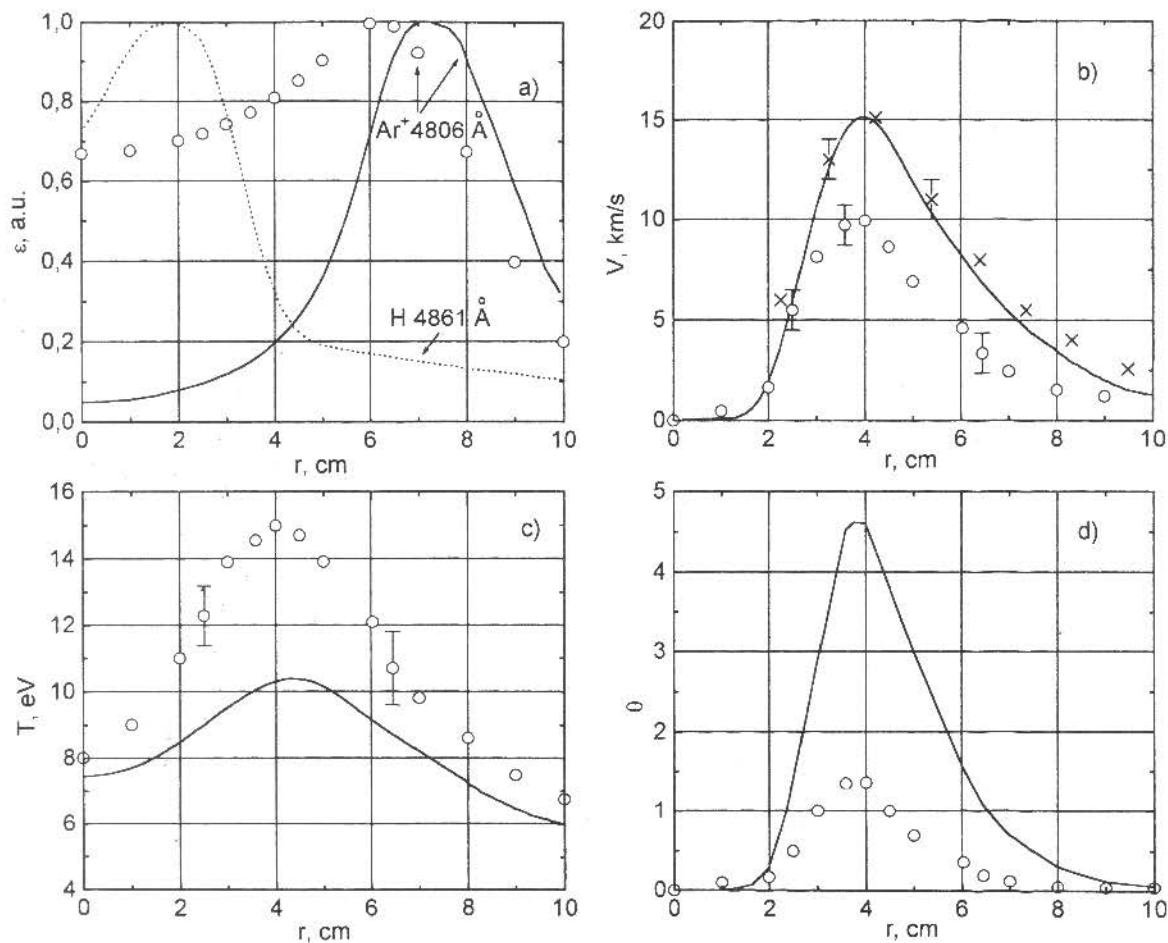 1,0
0,8
0,6
0,4
0,2
0,0
ε, a.u.
a)
Ar⁺ 4806 Å
H 4861 Å
0 2 4 6 8 10
r, cm
20
15
10
5
0
V, km/s
b)
0 2 4 6 8 10
r, cm
16
14
12
10
8
6
4
T, eV
c)
0 2 4 6 8 10
r, cm
5
4
3
2
1
0
θ
d)
0 2 4 6 8 10
r, cm